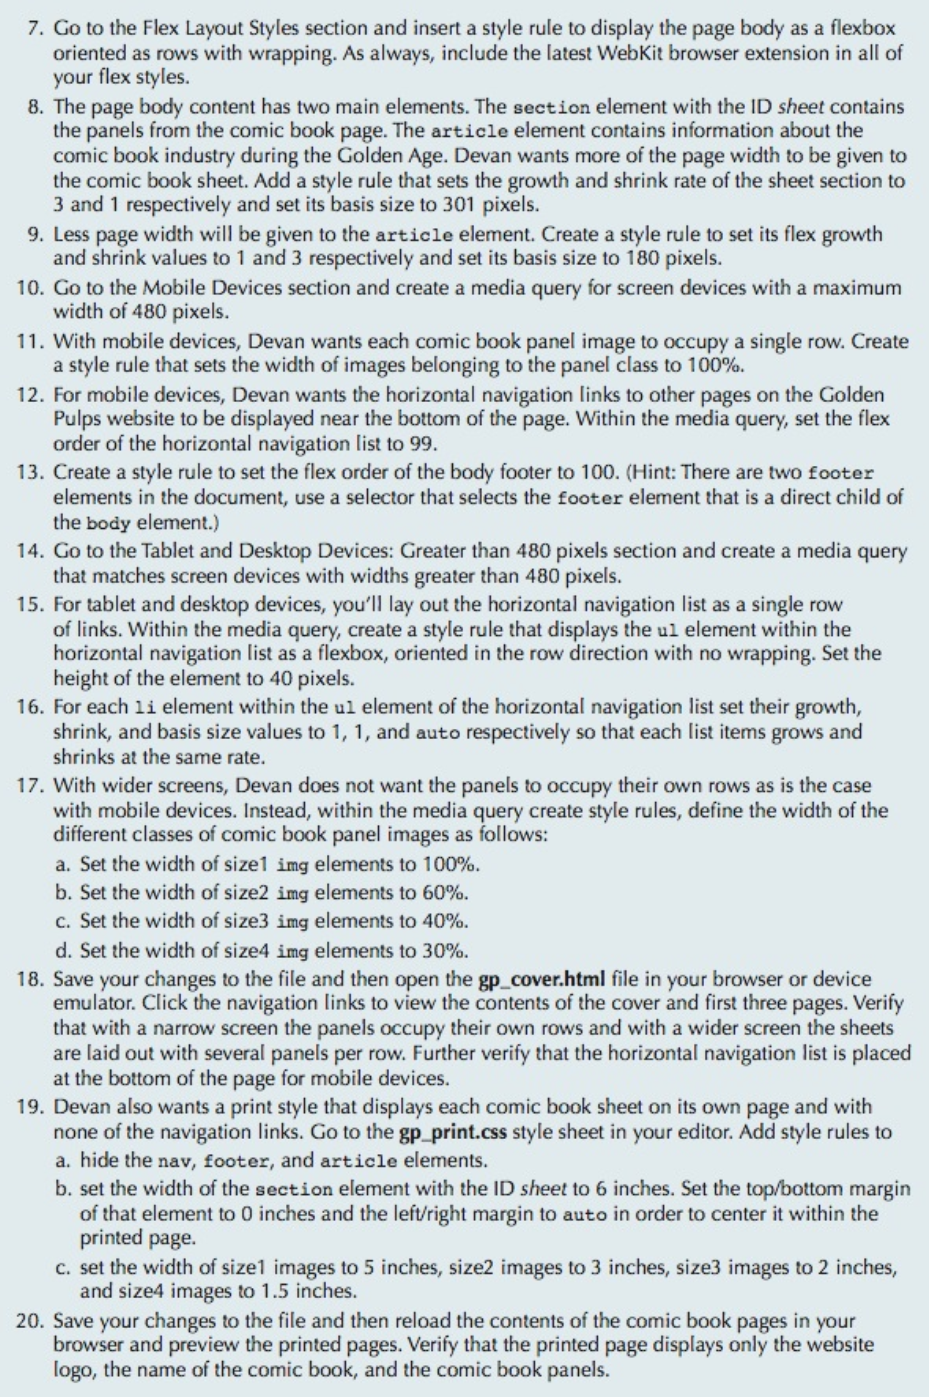 7. Go to the Flex Layout Styles section and insert a style rule to display the page body as a flexbox
oriented as rows with wrapping. As always, include the latest WebKit browser extension in all of
your flex styles.
8. The page body content has two main elements. The section element with the ID sheet contains
the panels from the comic book page. The article element contains information about the
comic book industry during the Golden Age. Devan wants more of the page width to be given to
the comic book sheet. Add a style rule that sets the growth and shrink rate of the sheet section to
3 and 1 respectively and set its basis size to 301 pixels.
9. Less page width will be given to the article element. Create a style rule to set its flex growth
and shrink values to 1 and 3 respectively and set its basis size to 180 pixels.
10. Go to the Mobile Devices section and create a media query for screen devices with a maximum
width of 480 pixels.
11. With mobile devices, Devan wants each comic book panel image to occupy a single row. Create
a style rule that sets the width of images belonging to the panel class to 100%.
12. For mobile devices, Devan wants the horizontal navigation links to other pages on the Golden
Pulps website to be displayed near the bottom of the page. Within the media query, set the flex
order of the horizontal navigation list to 99.
13. Create a style rule to set the flex order of the body footer to 100. (Hint: There are two footer
elements in the document, use a selector that selects the footer element that is a direct child of
the body element.)
14. Go to the Tablet and Desktop Devices: Greater than 480 pixels section and create a media query
that matches screen devices with widths greater than 480 pixels.
15. For tablet and desktop devices, you'll lay out the horizontal navigation list as a single row
of links. Within the media query, create a style rule that displays the ul element within the
horizontal navigation list as a flexbox, oriented in the row direction with no wrapping. Set the
height of the element to 40 pixels.
16. For each li element within the ul element of the horizontal navigation list set their growth,
shrink, and basis size values to 1, 1, and auto respectively so that each list items grows and
shrinks at the same rate.
17. With wider screens, Devan does not want the panels to occupy their own rows as is the case
with mobile devices. Instead, within the media query create style rules, define the width of the
different classes of comic book panel images as follows:
a. Set the width of size1 img elements to 100%.
b. Set the width of size2 img elements to 60%.
c. Set the width of size3 img elements to 40%.
d. Set the width of size4 img elements to 30%.
18. Save your changes to the file and then open the gp_cover.html file in your browser or device
emulator. Click the navigation links to view the contents of the cover and first three pages. Verify
that with a narrow screen the panels occupy their own rows and with a wider screen the sheets
are laid out with several panels per row. Further verify that the horizontal navigation list is placed
at the bottom of the page for mobile devices.
19. Devan also wants a print style that displays each comic book sheet on its own page and with
none of the navigation links. Go to the gp_print.css style sheet in your editor. Add style rules to
a. hide the nav, footer, and article elements.
b. set the width of the section element with the ID sheet to 6 inches. Set the top/bottom margin
of that element to 0 inches and the left/right margin to auto in order to center it within the
printed page.
c. set the width of size1 images to 5 inches, size2 images to 3 inches, size3 images to 2 inches,
and size4 images to 1.5 inches.
20. Save your changes to the file and then reload the contents of the comic book pages in your
browser and preview the printed pages. Verify that the printed page displays only the website
logo, the name of the comic book, and the comic book panels.